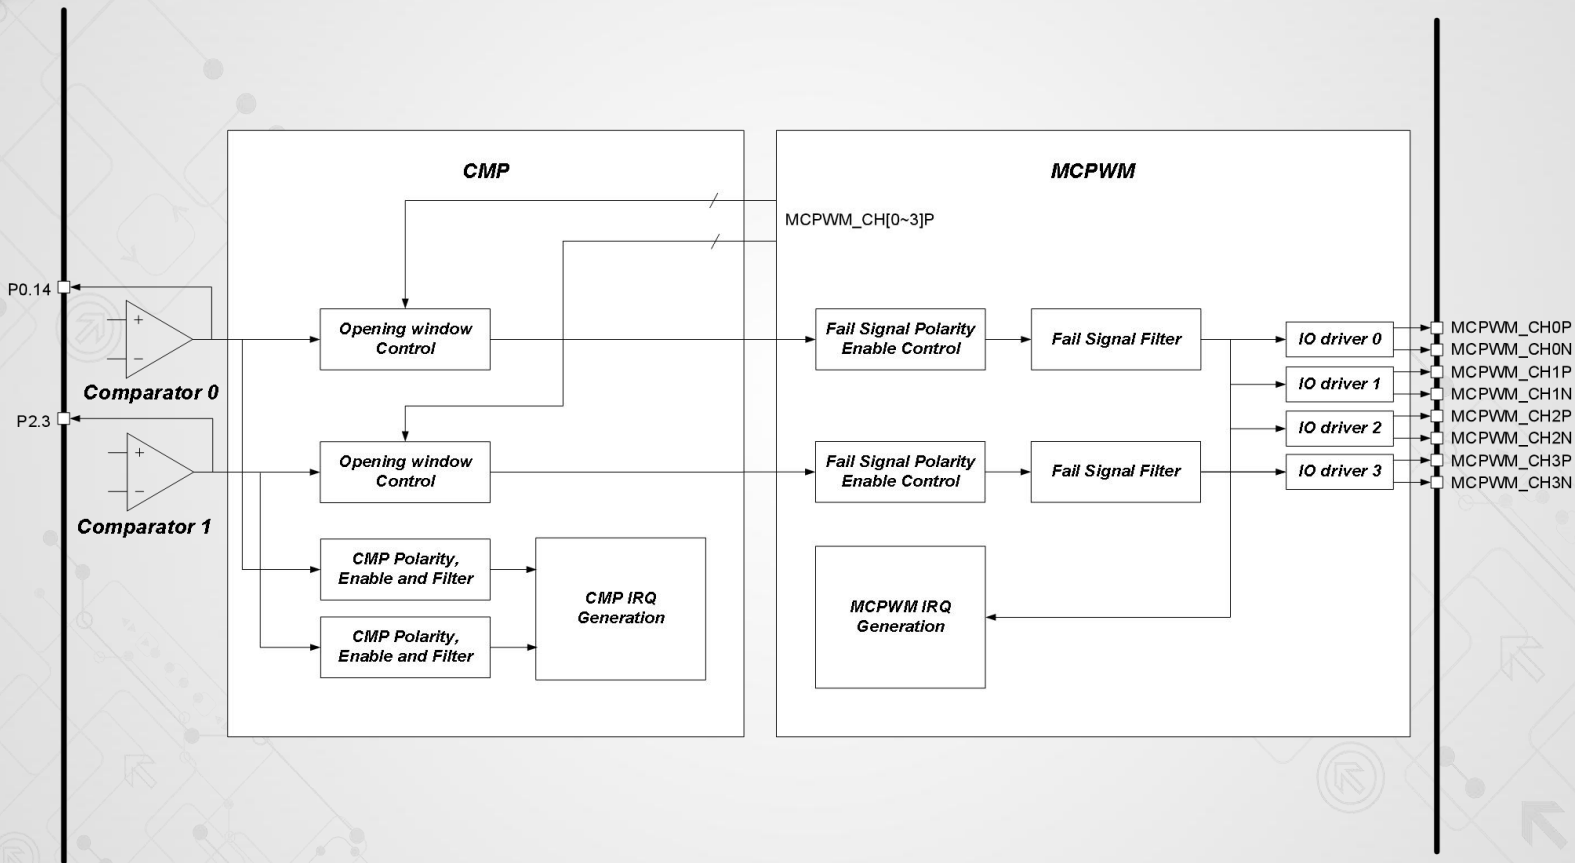 CMP
MCPWM
MCPWM_CH[0~3]P
P0.14
+
−
Comparator 0
Opening window
Control
Fail Signal Polarity
Enable Control
Fail Signal Filter
IO driver 0
IO driver 1
IO driver 2
IO driver 3
MCPWM_CH0P
MCPWM_CH0N
MCPWM_CH1P
MCPWM_CH1N
MCPWM_CH2P
MCPWM_CH2N
MCPWM_CH3P
MCPWM_CH3N
P2.3
+
−
Comparator 1
Opening window
Control
Fail Signal Polarity
Enable Control
Fail Signal Filter
CMP Polarity,
Enable and Filter
CMP Polarity,
Enable and Filter
CMP IRQ
Generation
MCPWM IRQ
Generation